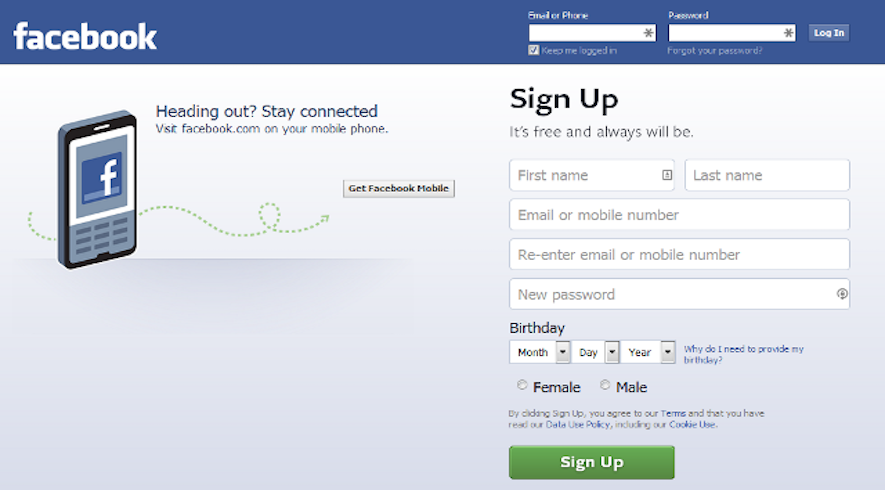 facebook
Email or Phone
Password
Keep me logged in
Forgot your password?
Log In
Heading out? Stay connected
Visit facebook.com on your mobile phone.
f
Get Facebook Mobile
Sign Up
It's free and always will be.
First name
Last name
Email or mobile number
Re-enter email or mobile number
New password
Birthday
Month
Day
Year
Why do I need to provide my
birthday?
Female
Male
By clicking Sign Up, you agree to our Terms and that you have
read our Data Use Policy, including our Cookie Use.
Sign Up